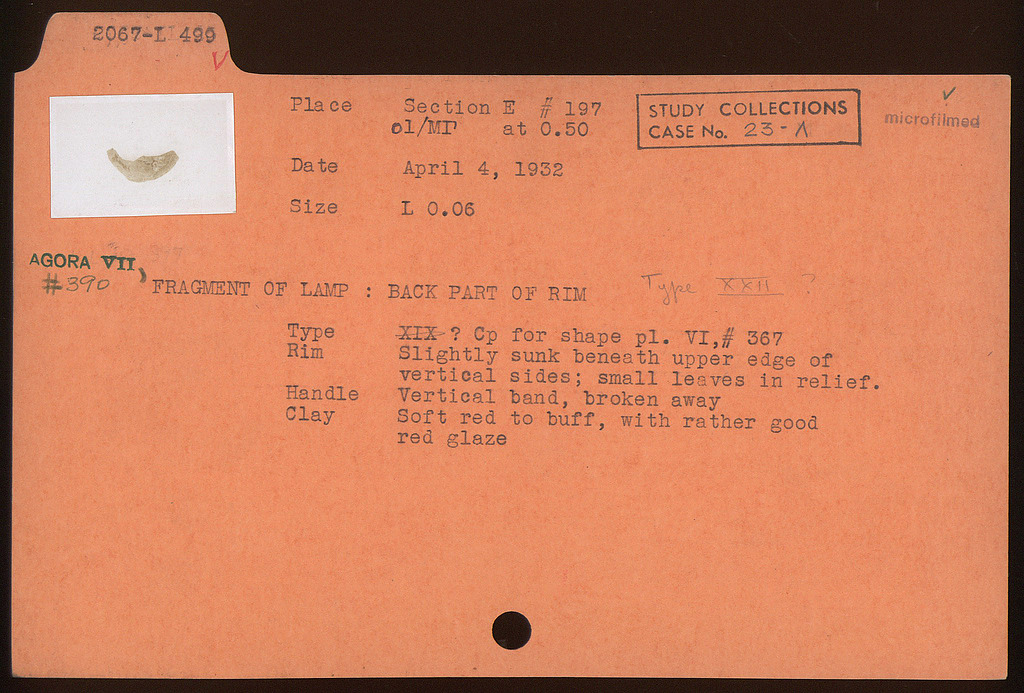 2067-L 499
Place Section E # 197
01/MP at 0.50
STUDY COLLECTIONS
CASE No. 23-Λ
microfilmed
Date April 4, 1932
Size L 0.06
AGORA VII,
#390
FRAGMENT OF LAMP : BACK PART OF RIM Type XXII ?
Type XIX ? Cp for shape pl. VI,# 367
Rim Slightly sunk beneath upper edge of
vertical sides; small leaves in relief.
Handle Vertical band, broken away
Clay Soft red to buff, with rather good
red glaze